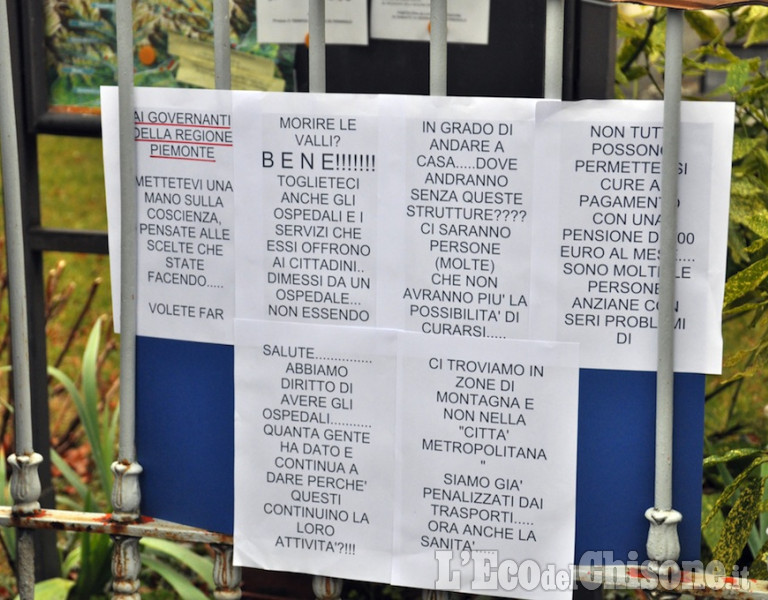 AI GOVERNANTI
DELLA REGIONE
PIEMONTE
METTETEVI UNA
MANO SULLA
COSCIENZA,
PENSATE ALLE
SCELTE CHE
STATE
FACENDO.....
VOLETE FAR
MORIRE LE
VALLI?
B E N E!!!!!!!
TOGLIETECI
ANCHE GLI
OSPEDALI E I
SERVIZI CHE
ESSI OFFRONO
AI CITTADINI..
DIMESSI DA UN
OSPEDALE...
NON ESSENDO
IN GRADO DI
ANDARE A
CASA.....DOVE
ANDRANNO
SENZA QUESTE
STRUTTURE????
CI SARANNO
PERSONE
(MOLTE)
CHE NON
AVRANNO PIU' LA
POSSIBILITA' DI
CURARSI.....
NON TUTTI
POSSONO
PERMETTERSI
CURE A
PAGAMENTO
CON UNA
PENSIONE DI 00
EURO AL MESE....
SONO MOLTI LE
PERSONE
ANZIANE CON
SERI PROBLEMI
DI
SALUTE...............
ABBIAMO
DIRITTO DI
AVERE GLI
OSPEDALI..........
QUANTA GENTE
HA DATO E
CONTINUA A
DARE PERCHE'
QUESTI
CONTINUINO LA
LORO
ATTIVITA'?!!!
CI TROVIAMO IN
ZONE DI
MONTAGNA E
NON NELLA
"CITTA'
METROPOLITANA
"
SIAMO GIA'
PENALIZZATI DAI
TRASPORTI.....
ORA ANCHE LA
SANITA'.....
L'EcodelChisone.it